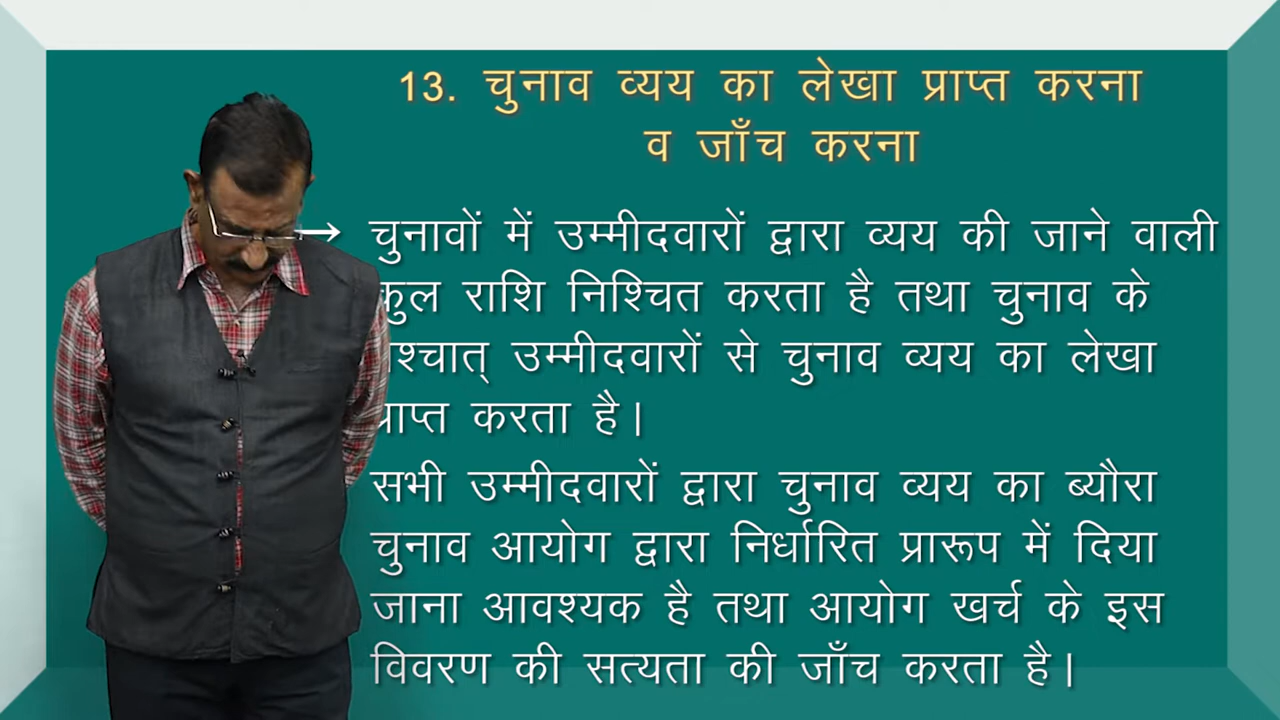 13. चुनाव व्यय का लेखा प्राप्त करना
व जाँच करना
→ चुनावों में उम्मीदवारों द्वारा व्यय की जाने वाली
कुल राशि निश्चित करता है तथा चुनाव के
पश्चात् उम्मीदवारों से चुनाव व्यय का लेखा
प्राप्त करता है।
सभी उम्मीदवारों द्वारा चुनाव व्यय का ब्यौरा
चुनाव आयोग द्वारा निर्धारित प्रारूप में दिया
जाना आवश्यक है तथा आयोग खर्च के इस
विवरण की सत्यता की जाँच करता है।